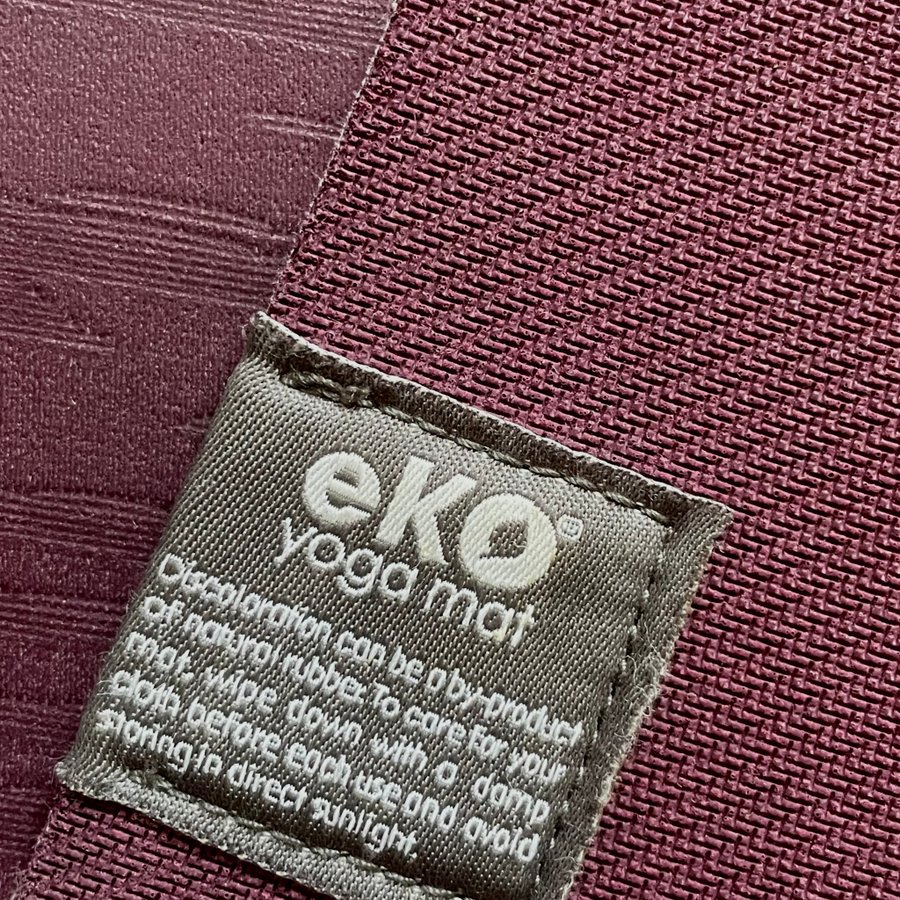 eko®
yoga mat
Discoloration can be a by-product
of natural rubber. To care for your
mat, wipe down with a damp
cloth before each use and avoid
storing in direct sunlight.